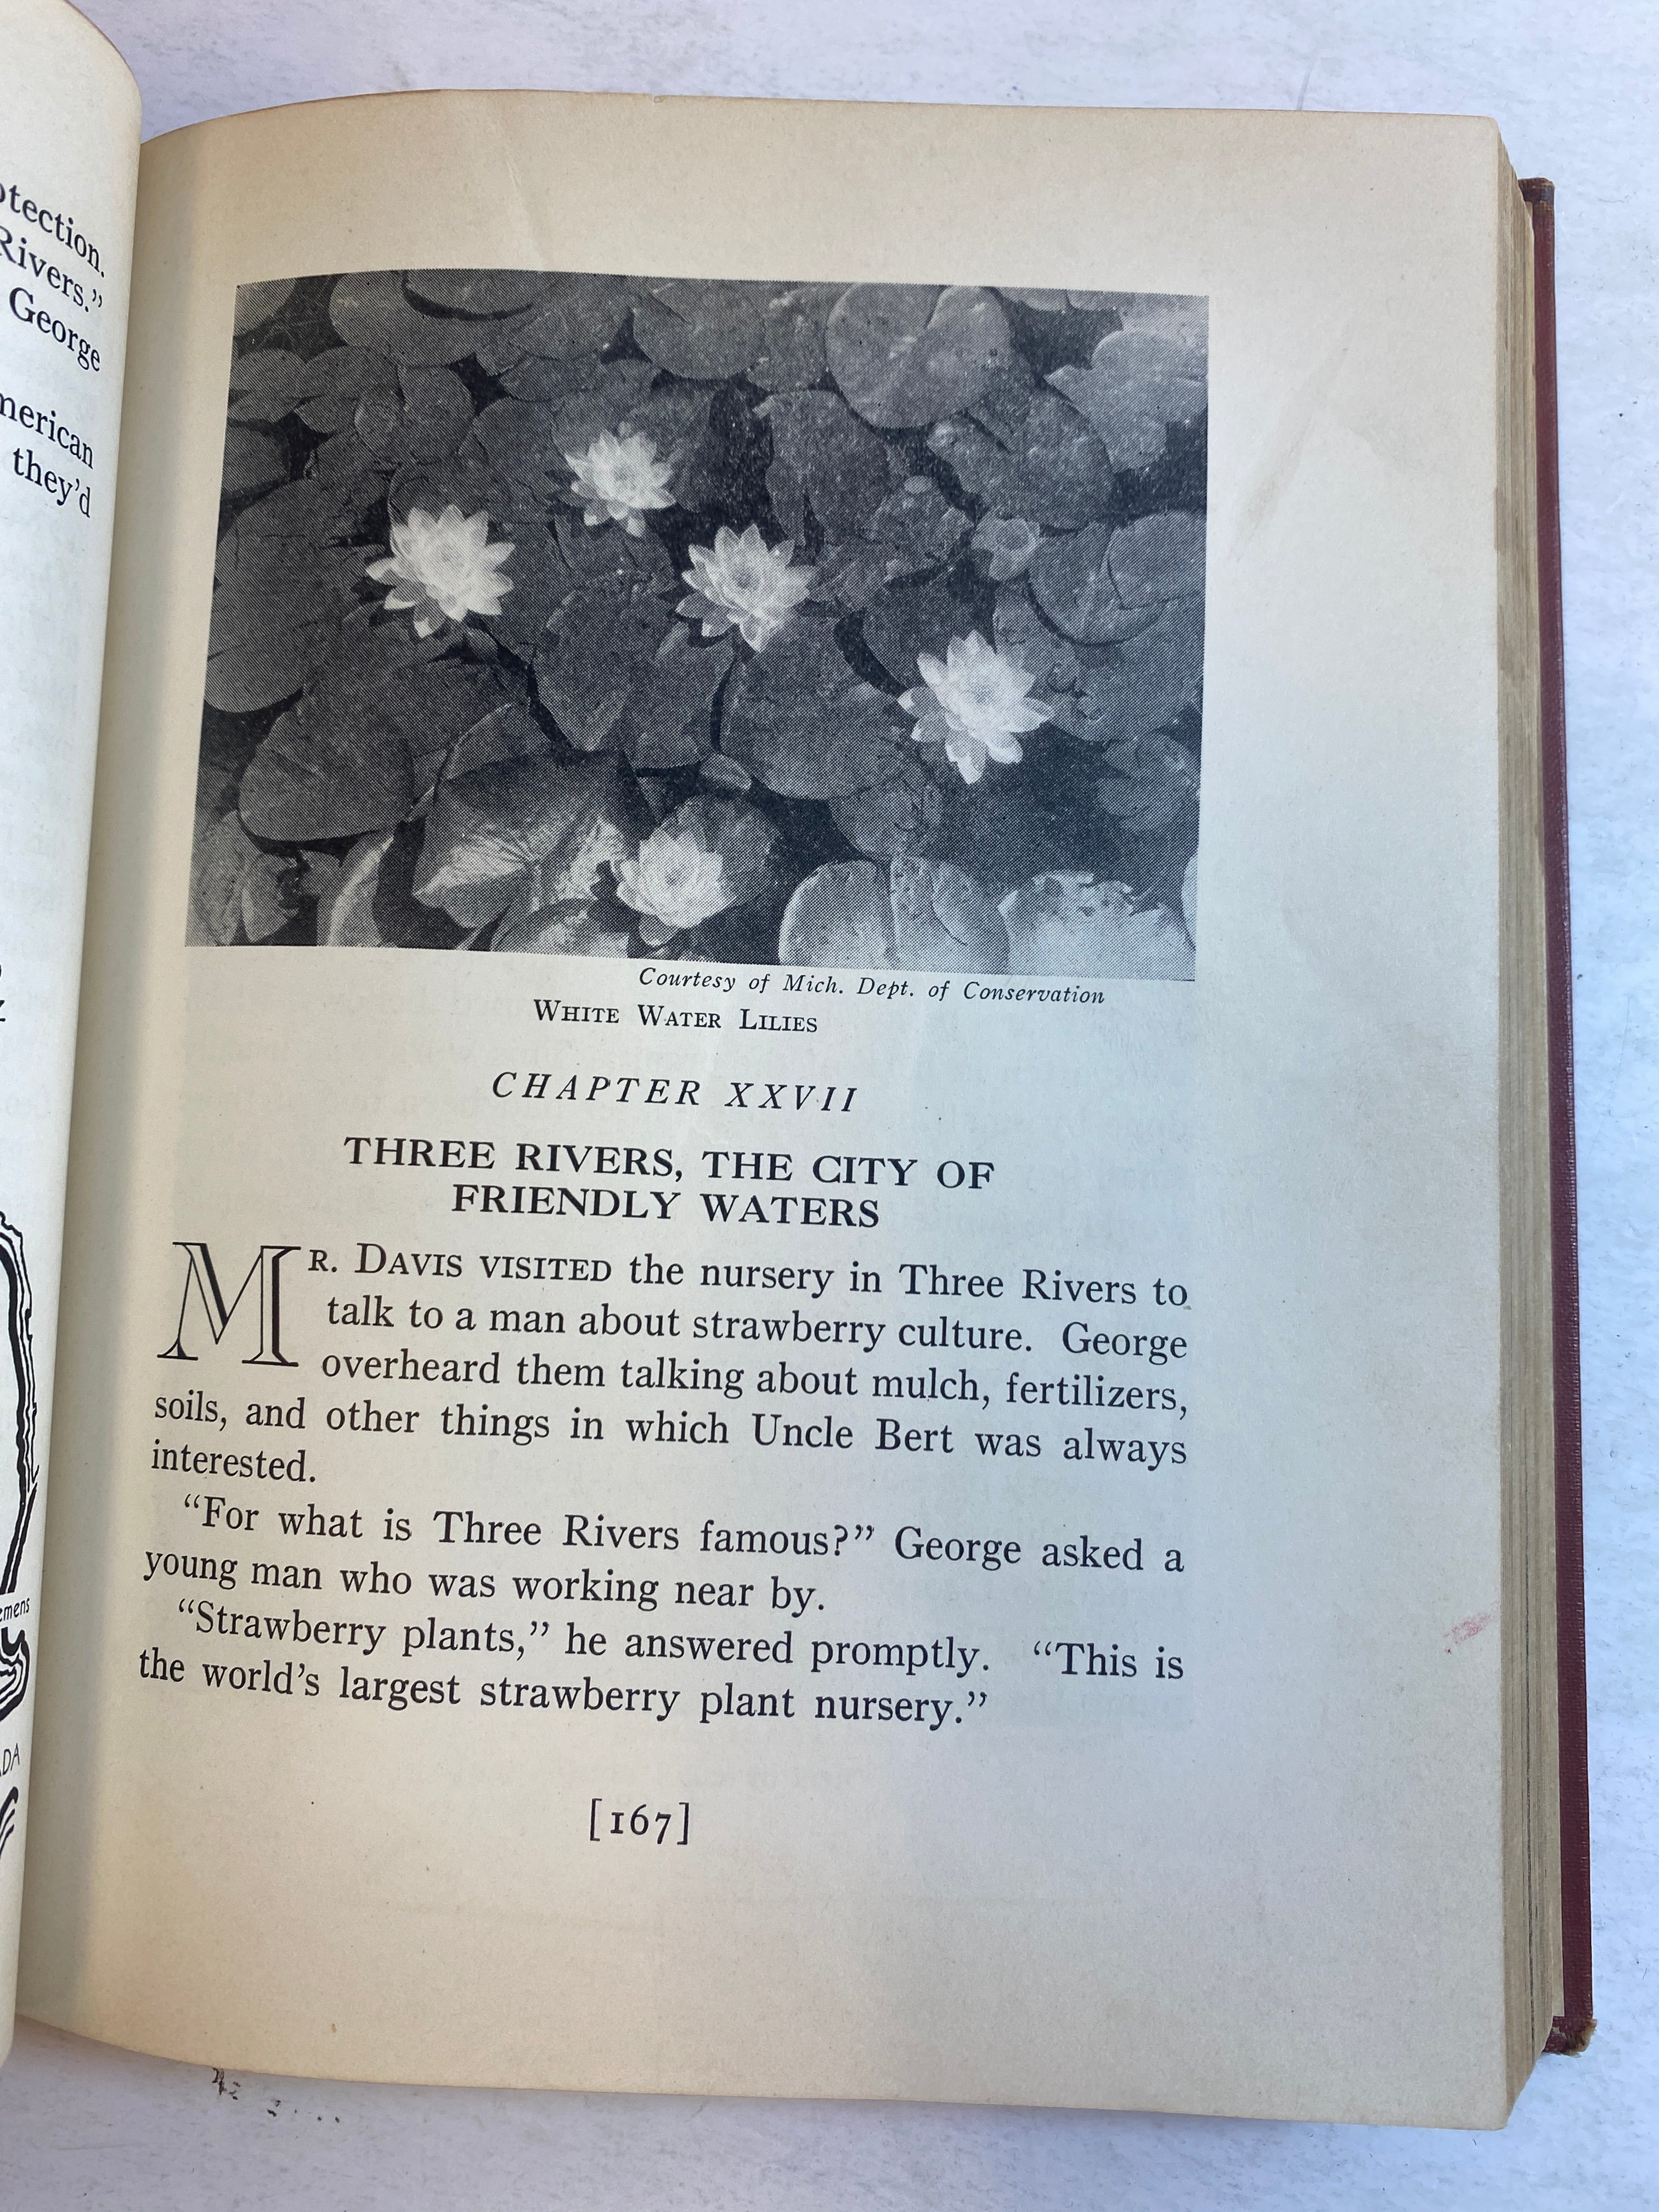 otection.
Rivers.”
George
merican
they’d
emens
DA
Courtesy of Mich. Dept. of Conservation
White Water Lilies
CHAPTER XXVII
THREE RIVERS, THE CITY OF
FRIENDLY WATERS
Mr. Davis visited the nursery in Three Rivers to
talk to a man about strawberry culture. George
overheard them talking about mulch, fertilizers,
soils, and other things in which Uncle Bert was always
interested.
“For what is Three Rivers famous?” George asked a
young man who was working near by.
“Strawberry plants,” he answered promptly. “This is
the world’s largest strawberry plant nursery.”
[167]